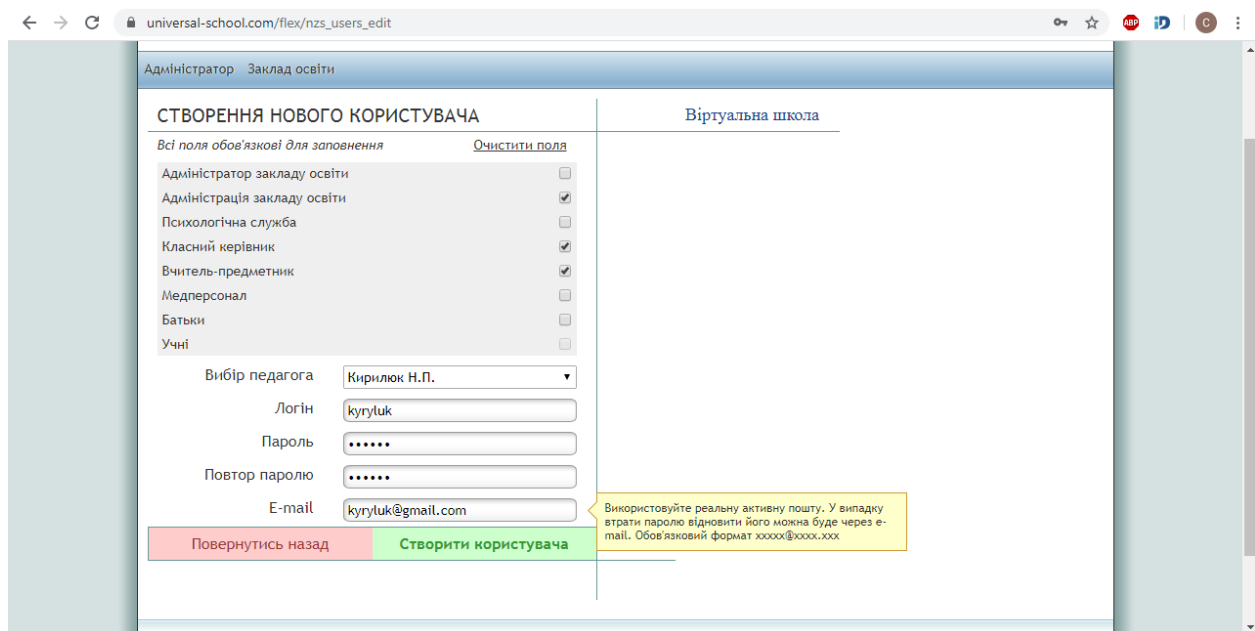 universal-school.com/flex/nzs_users_edit
ABP
C
Адміністратор Заклад освіти
СТВОРЕННЯ НОВОГО КОРИСТУВАЧА
Віртуальна школа
Всі поля обов'язкові для заповнення Очистити поля
Адміністратор закладу освіти
Адміністрація закладу освіти
Психологічна служба
Класний керівник
Вчитель-предметник
Медперсонал
Батьки
Учні
Вибір педагога Кирилюк Н.П.
Логін kyryluk
Пароль ••••••
Повтор паролю ••••••
E-mail kyryluk@gmail.com
Використовуйте реальну активну пошту. У випадку
втрати паролю відновити його можна буде через e-
mail. Обов'язковий формат xxxxx@xxxx.xxx
Повернутись назад Створити користувача